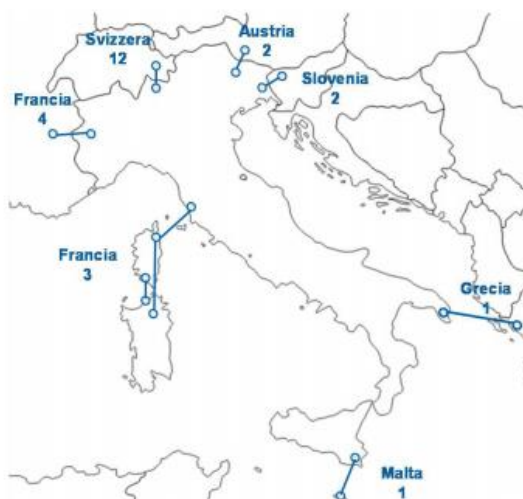 Svizzera
12
Austria
2
Slovenia
2
Francia
4
Francia
3
Grecia
1
Malta
1